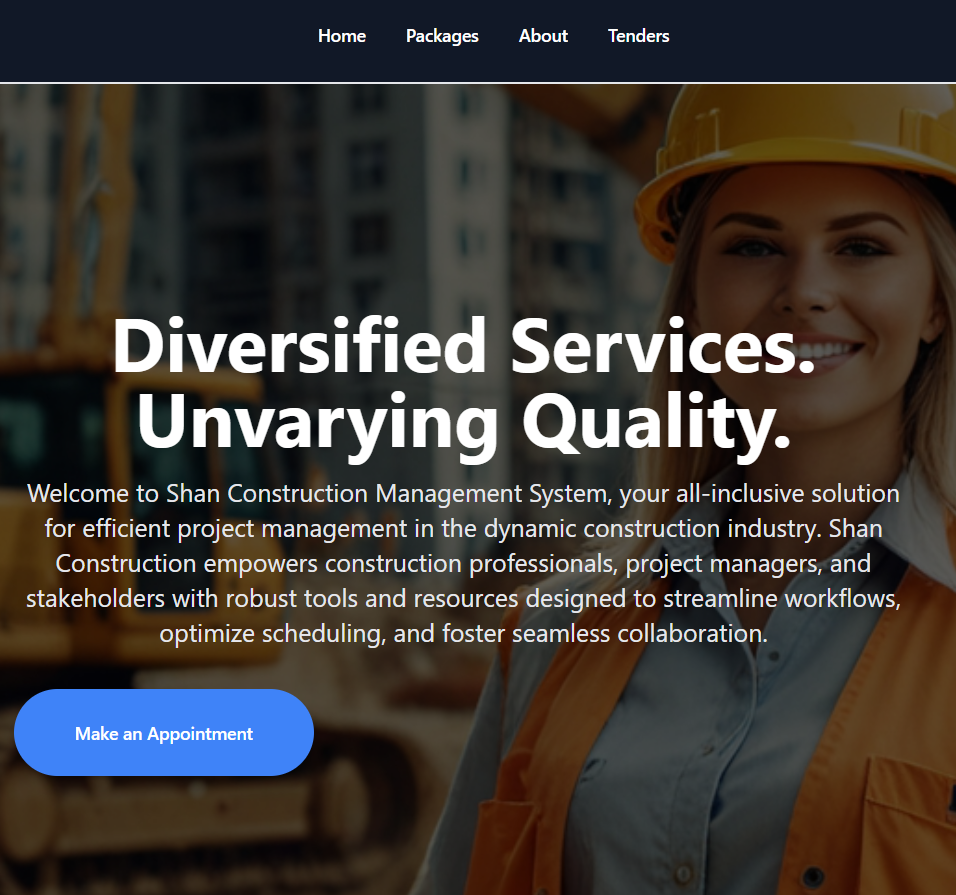 Home Packages About Tenders
Diversified Services.
Unvarying Quality.
Welcome to Shan Construction Management System, your all-inclusive solution
for efficient project management in the dynamic construction industry. Shan
Construction empowers construction professionals, project managers, and
stakeholders with robust tools and resources designed to streamline workflows,
optimize scheduling, and foster seamless collaboration.
Make an Appointment